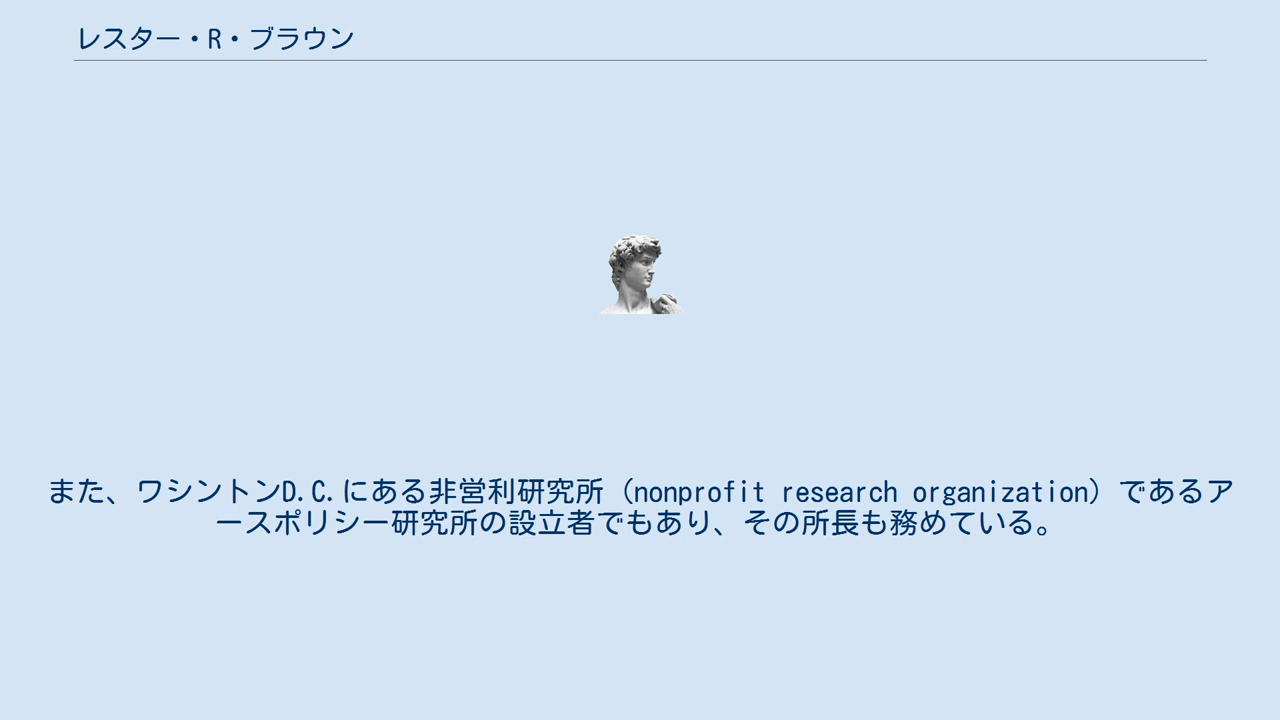 レスター・R・ブラウン
また、ワシントンD.C.にある非営利研究所（nonprofit research organization）であるア
ースポリシー研究所の設立者でもあり、その所長も務めている。